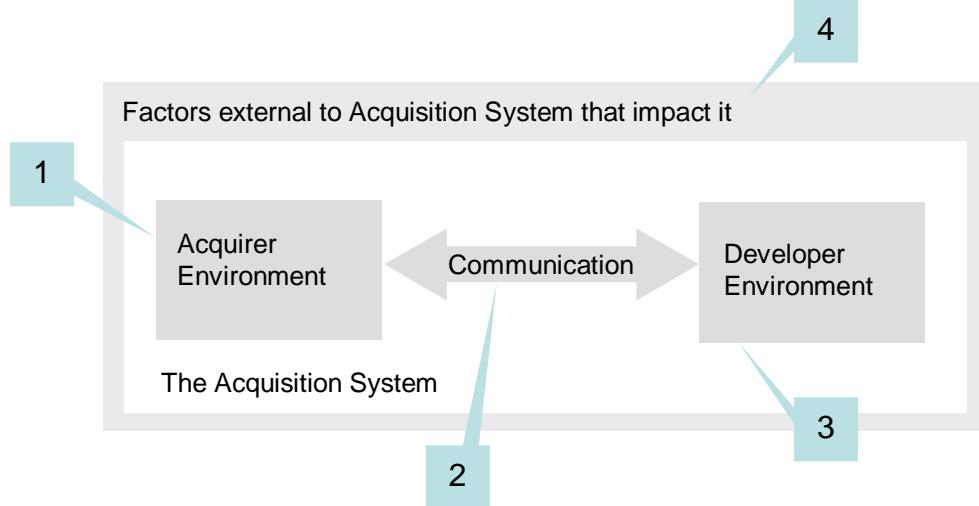 4
Factors external to Acquisition System that impact it
1
Acquirer
Environment
Communication
Developer
Environment
The Acquisition System
3
2